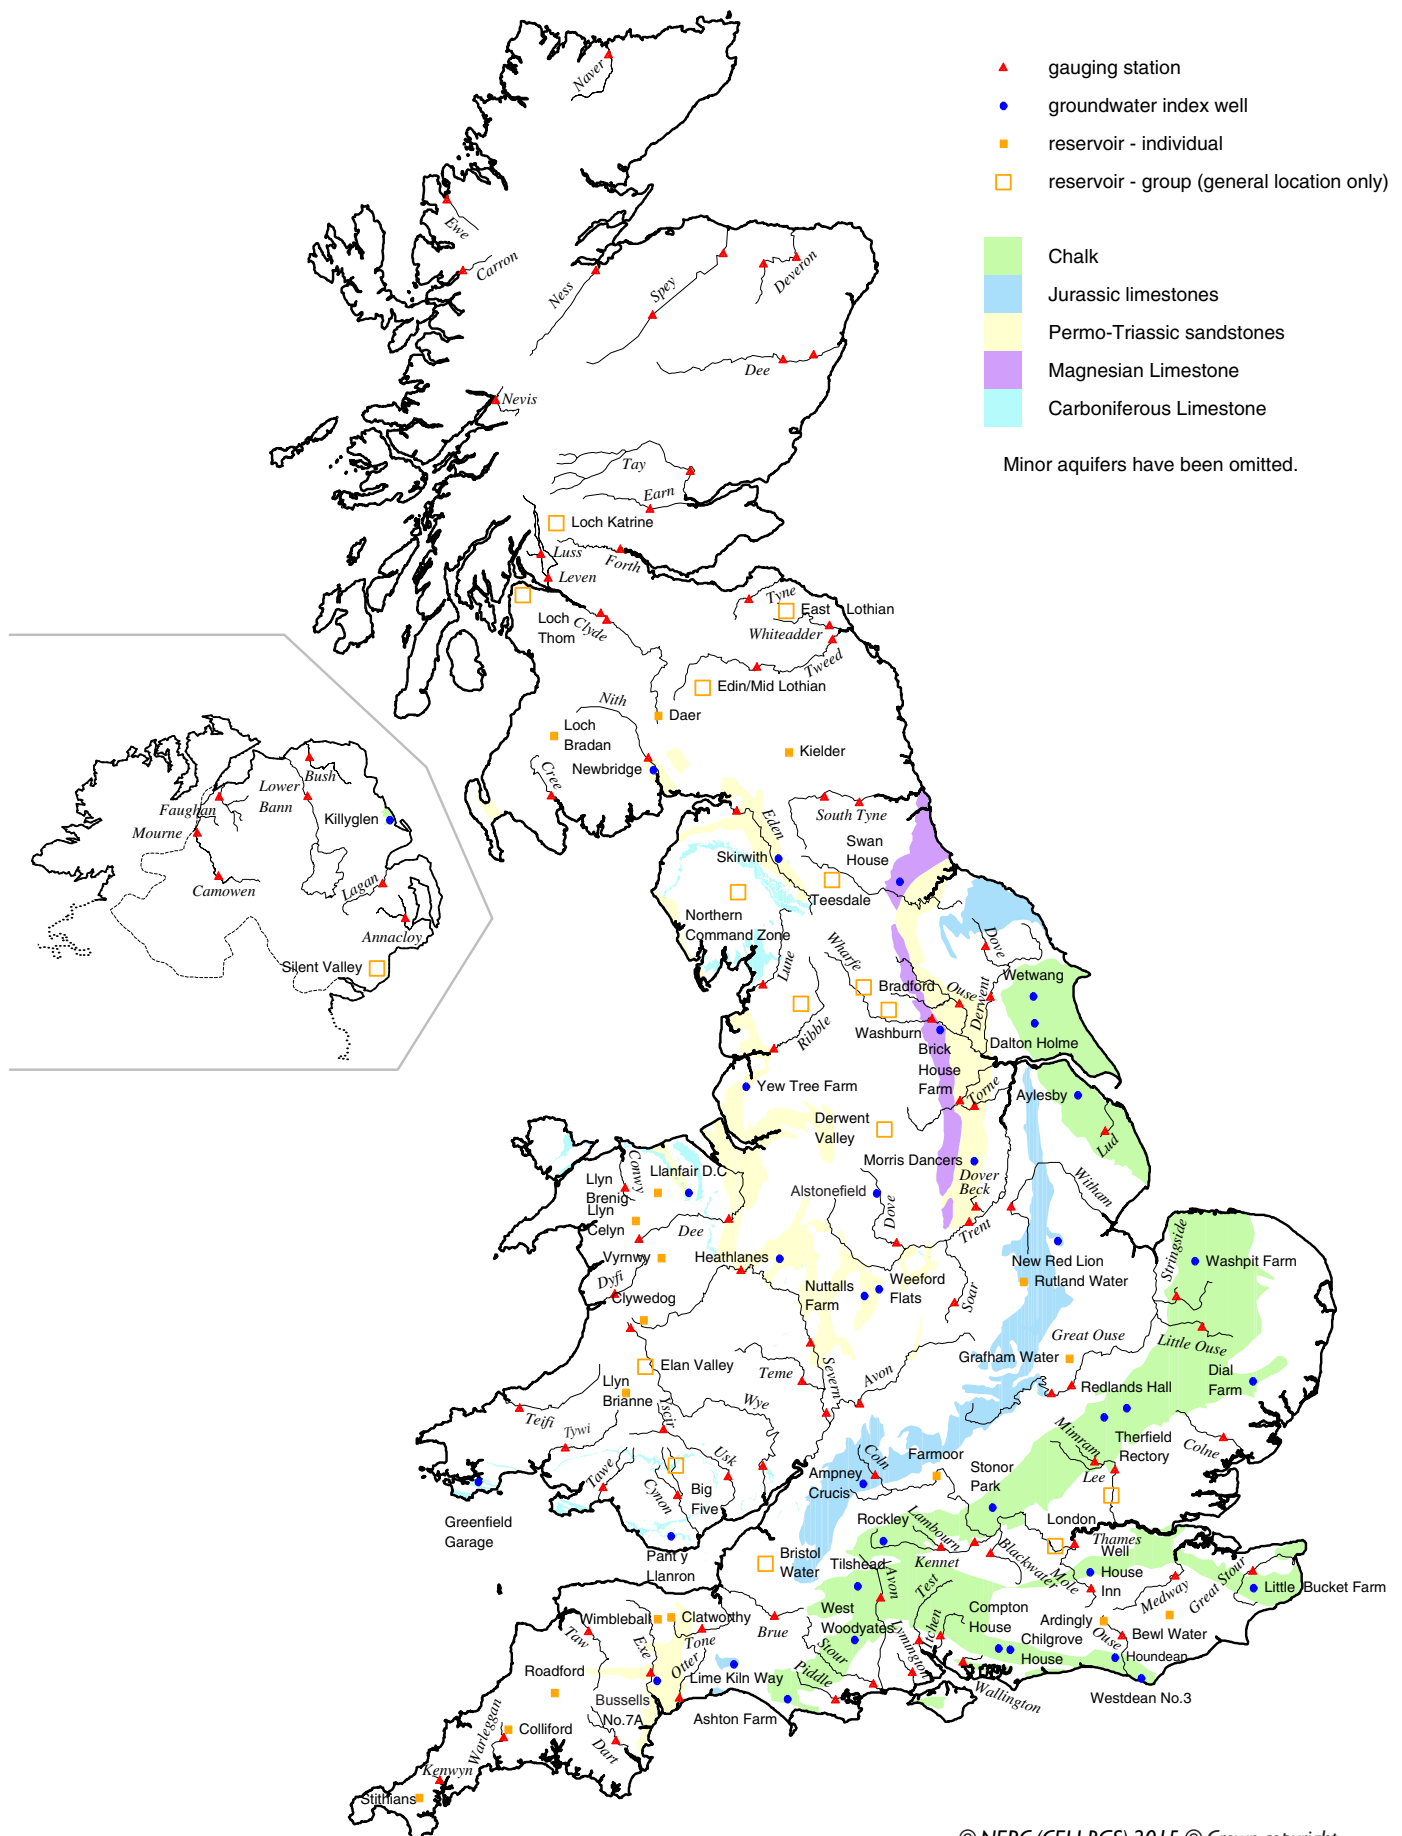 gauging station
groundwater index well
reservoir - individual
reservoir - group (general location only)
Chalk
Jurassic limestones
Permo-Triassic sandstones
Magnesian Limestone
Carboniferous Limestone
Minor aquifers have been omitted.
Naver
Ewe
Carron
Ness
Spey
Deveron
Dee
Nevis
Tay
Earn
Loch Katrine
Luss
Forth
Leven
Loch
Thom
Clyde
Tyne
East Lothian
Whiteadder
Tweed
Edin/Mid Lothian
Nith
Daer
Loch
Bradan
Kielder
Newbridge
Cree
Bush
Lower
Bann
Faughan
Killyglen
Mourne
Camowen
Lagan
Annacloy
Silent Valley
South Tyne
Eden
Swan
House
Skirwith
Teesdale
Northern
Command Zone
Lune
Wharfe
Dove
Wetwang
Bradford
Ouse
Derwent
Washburn
Ribble
Brick
House
Farm
Dalton Holme
Yew Tree Farm
Torne
Aylesby
Lud
Derwent
Valley
Morris Dancers
Dover
Beck
Witham
Conwy
Llanfair D.C
Llyn
Brenig
Llyn
Celyn
Alstonefield
Dove
Dee
Trent
Stringside
Vyrnwy
Heathlanes
New Red Lion
Rutland Water
Washpit Farm
Dyfi
Clywedog
Nuttalls
Farm
Weeford
Flats
Soar
Great Ouse
Little Ouse
Grafham Water
Elan Valley
Teme
Severn
Avon
Dial
Farm
Llyn
Brianne
Redlands Hall
Wye
Yscir
Teifi
Tywi
Mimram
Therfield
Rectory
Colne
Usk
Coln
Farmoor
Tawe
Cynon
Big
Five
Ampney
Crucis
Stonor
Park
Lee
Greenfield
Garage
Rockley
Lambourn
London
Thames
Pant y
Llanron
Bristol
Water
Tilshead
Kennet
Blackwater
Mole
Well
House
Inn
Medway
Great Stour
Little Bucket Farm
Avon
Test
West
Woodyates
Itchen
Compton
House
Ardingly
Bewl Water
Wimbleball
Clatworthy
Brue
Taw
Exe
Tone
Stour
Lymington
Chilgrove
House
Ouse
Houndean
Otter
Roadford
Lime Kiln Way
Piddle
Wallington
Westdean No.3
Bussells
No.7A
Ashton Farm
Warleggan
Colliford
Dart
Kenwyn
Stithians
© NERC (CEH BGS) 2015 © Crown copyright